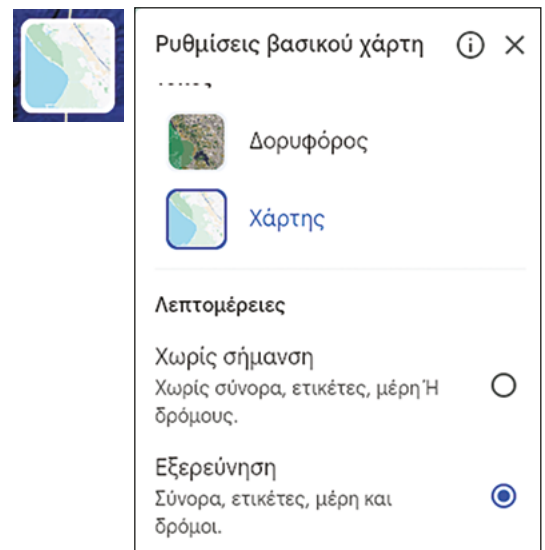 Ρυθμίσεις βασικού χάρτη
Δορυφόρος
Χάρτης
Λεπτομέρειες
Χωρίς σήμανση
Χωρίς σύνορα, ετικέτες, μέρη Ή
δρόμους.
Εξερεύνηση
Σύνορα, ετικέτες, μέρη και
δρόμοι.